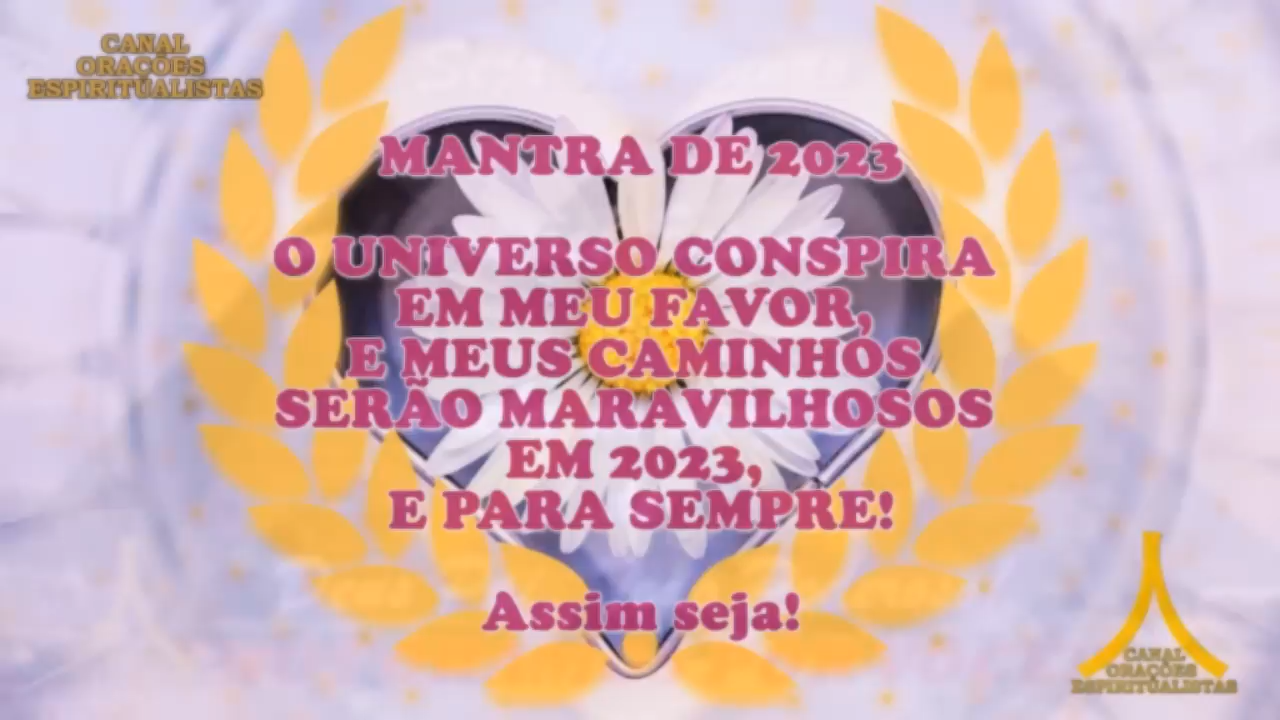 CANAL
ORAÇÕES
ESPIRITUALISTAS
MANTRA DE 2023
O UNIVERSO CONSPIRA
EM MEU FAVOR,
E MEUS CAMINHOS
SERÃO MARAVILHOSOS
EM 2023,
E PARA SEMPRE!
Assim seja!
CANAL
ORAÇÕES
ESPIRITUALISTAS